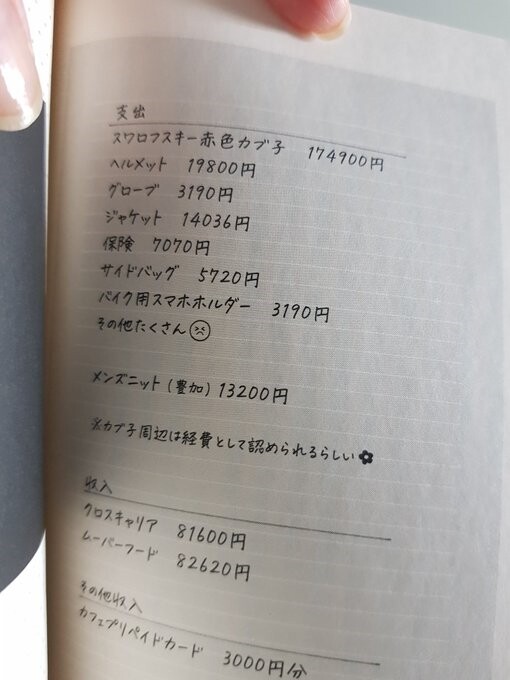 支出
スワロフスキー赤色カブ子 174900円
ヘルメット 19800円
グローブ 3190円
ジャケット 14036円
保険 7070円
サイドバッグ 5720円
バイク用スマホホルダー 3190円
その他たくさん
メンズニット(豊加) 13200円
※カブ子周辺は経費として認められるらしい✿
収入
クロスキャリア 81600円
ムーバーフード 82620円
その他収入
カフェプリペイドカード 3000円分